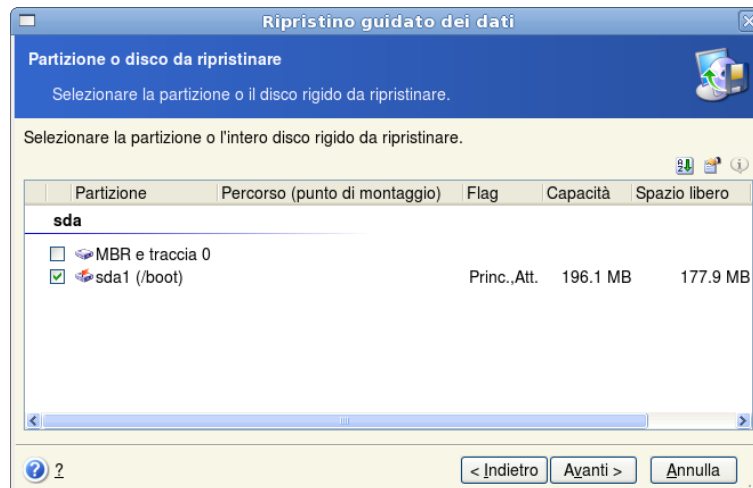 Ripristino guidato dei dati
Partizione o disco da ripristinare
Selezionare la partizione o il disco rigido da ripristinare.
Selezionare la partizione o l'intero disco rigido da ripristinare.
Partizione Percorso (punto di montaggio) Flag Capacità Spazio libero
sda
MBR e traccia 0
sda1 (/boot) Princ.,Att. 196.1 MB 177.9 MB
? ? < Indietro Avanti > Annulla